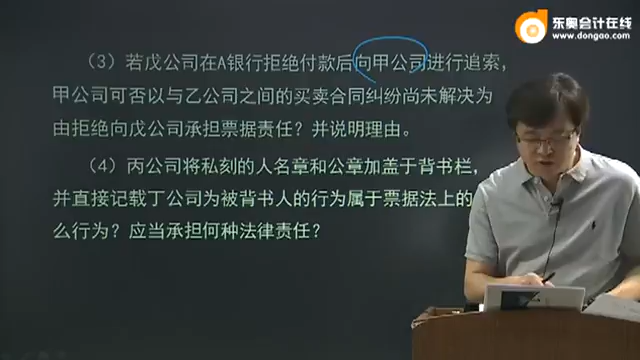 东奥会计在线
www.dongao.com
（3）若戊公司在A银行拒绝付款后向甲公司进行追索，
甲公司可否以与乙公司之间的买卖合同纠纷尚未解决为
由拒绝向戊公司承担票据责任？并说明理由。
（4）丙公司将私刻的人名章和公章加盖于背书栏，
并直接记载丁公司为被背书人的行为属于票据法上的
么行为？应当承担何种法律责任？